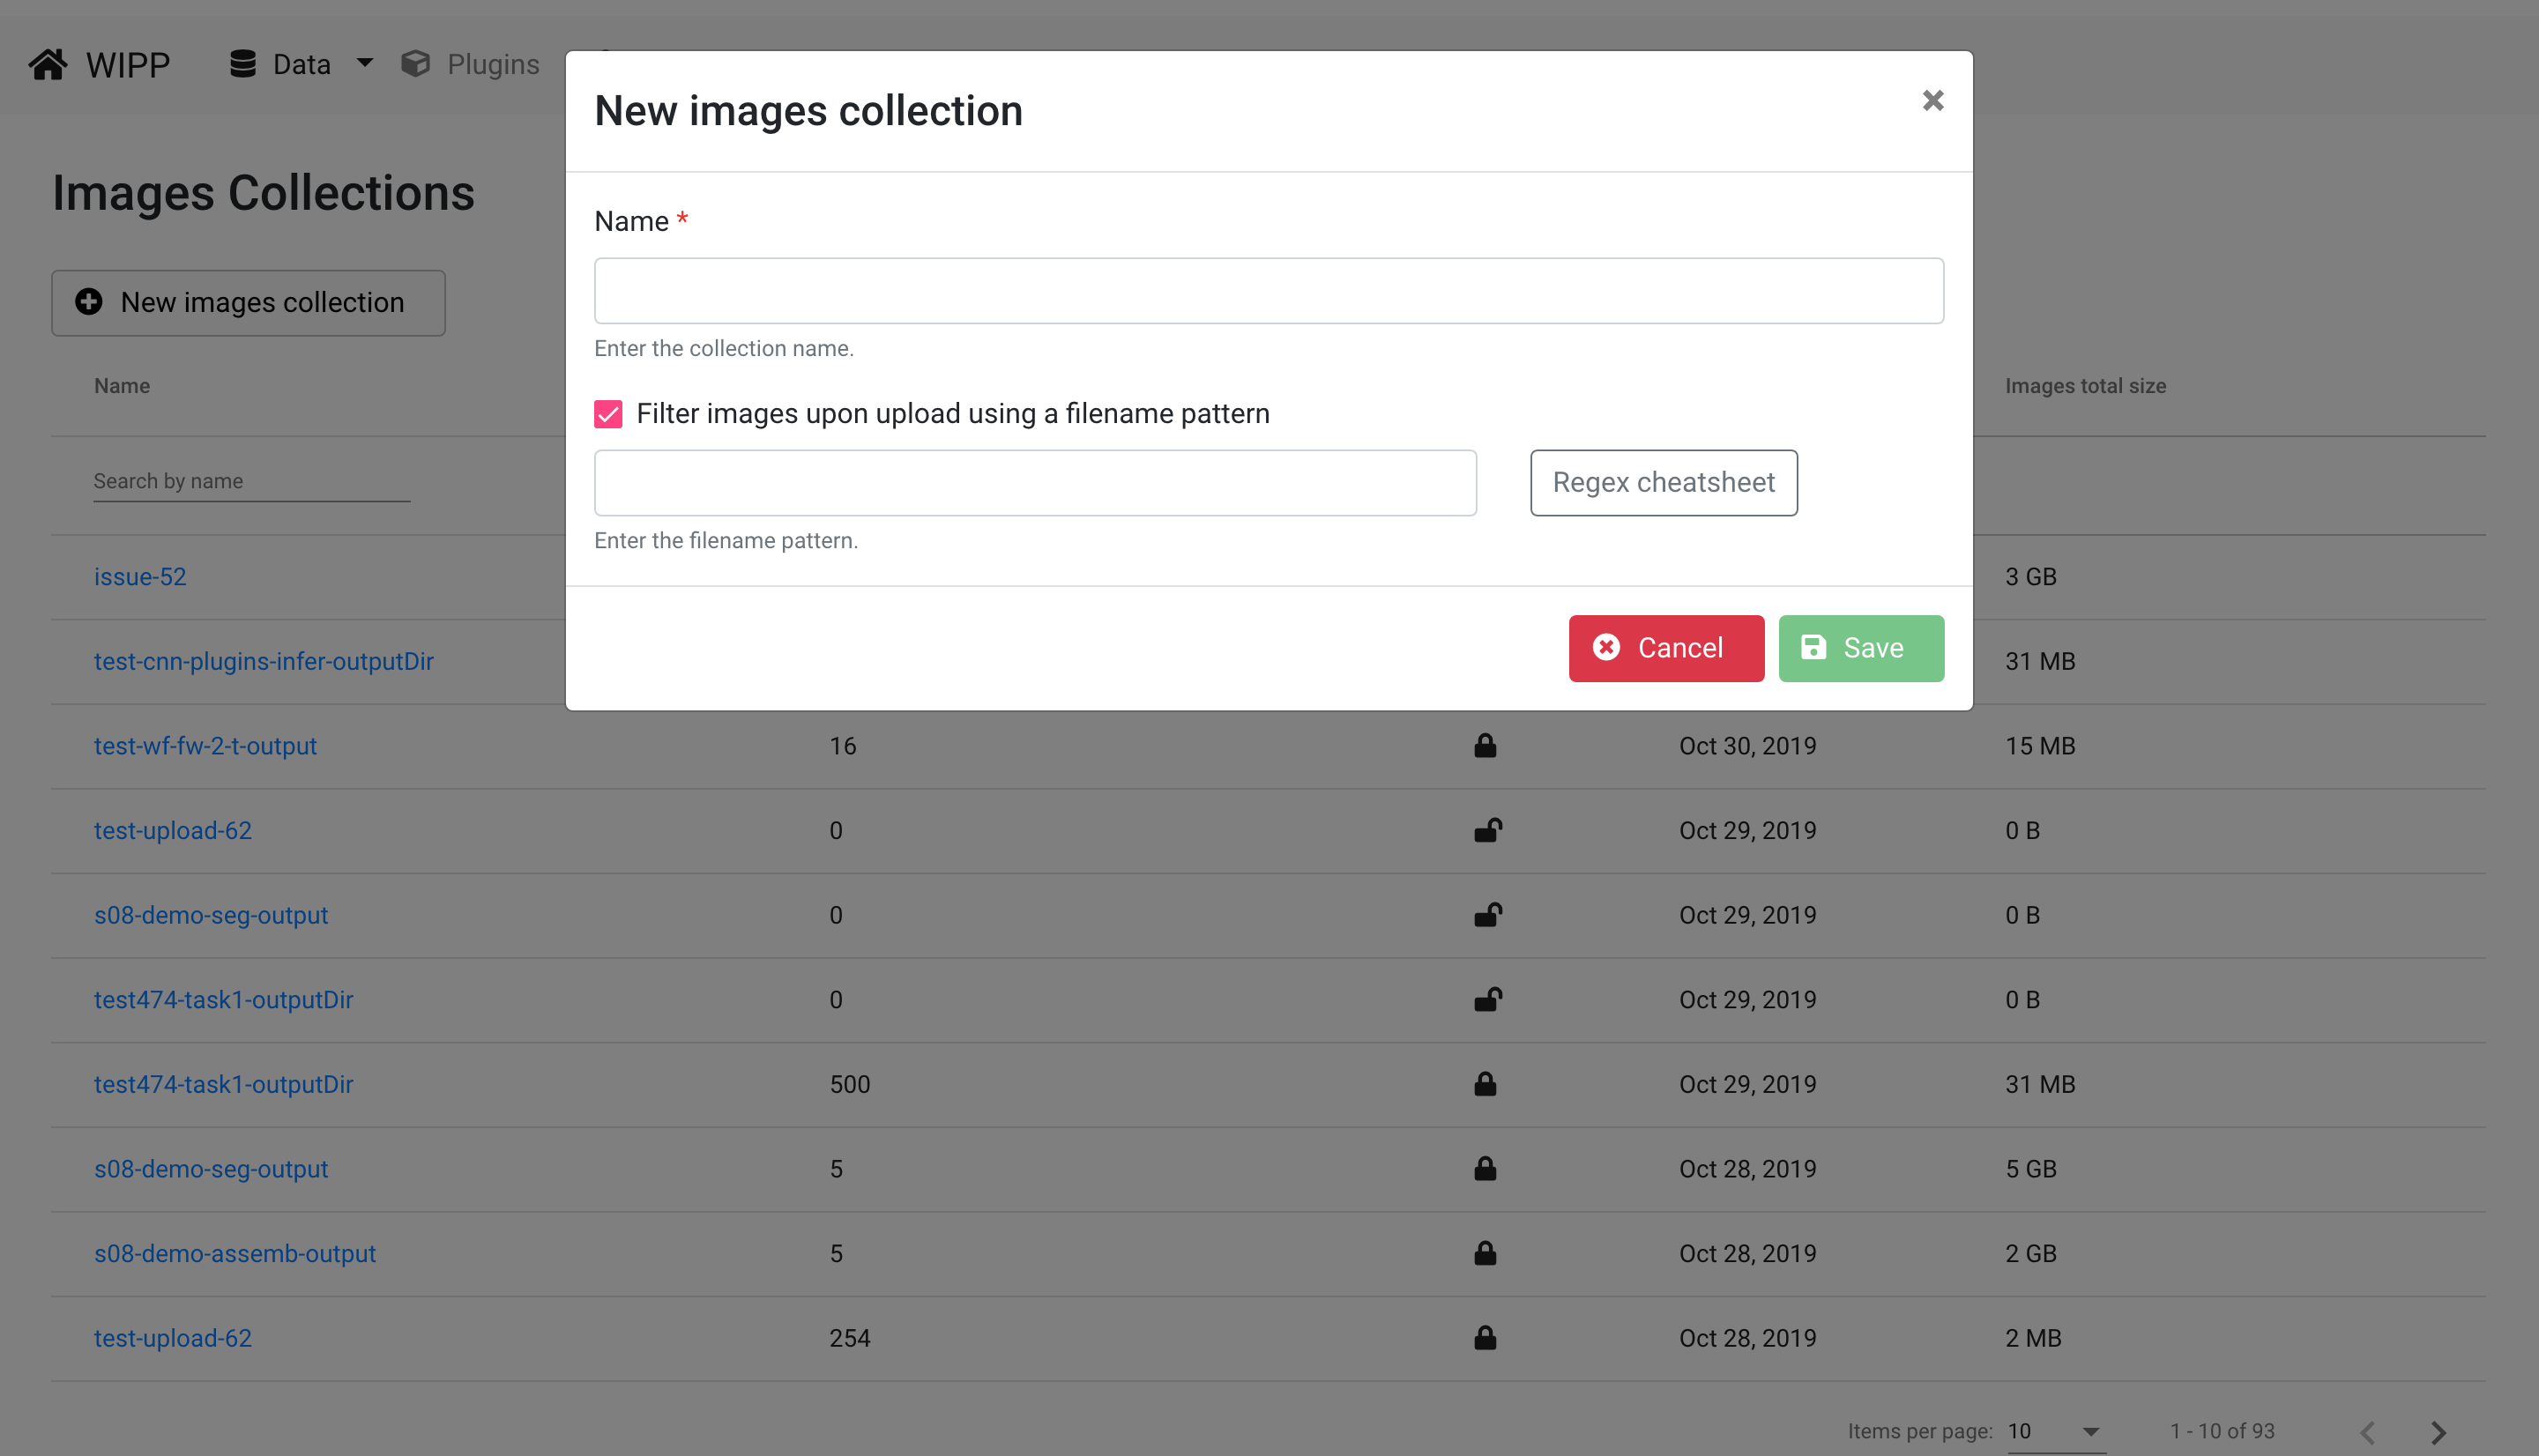 WIPP Data Plugins
New images collection
×
Images Collections
Name *
New images collection
Enter the collection name.
Name Images total size
Filter images upon upload using a filename pattern
Search by name
Regex cheatsheet
Enter the filename pattern.
issue-52 3 GB
Cancel Save
test-cnn-plugins-infer-outputDir 31 MB
test-wf-fw-2-t-output 16 Oct 30, 2019 15 MB
test-upload-62 0 Oct 29, 2019 0 B
s08-demo-seg-output 0 Oct 29, 2019 0 B
test474-task1-outputDir 0 Oct 29, 2019 0 B
test474-task1-outputDir 500 Oct 29, 2019 31 MB
s08-demo-seg-output 5 Oct 28, 2019 5 GB
s08-demo-assemb-output 5 Oct 28, 2019 2 GB
test-upload-62 254 Oct 28, 2019 2 MB
Items per page: 10 1 - 10 of 93